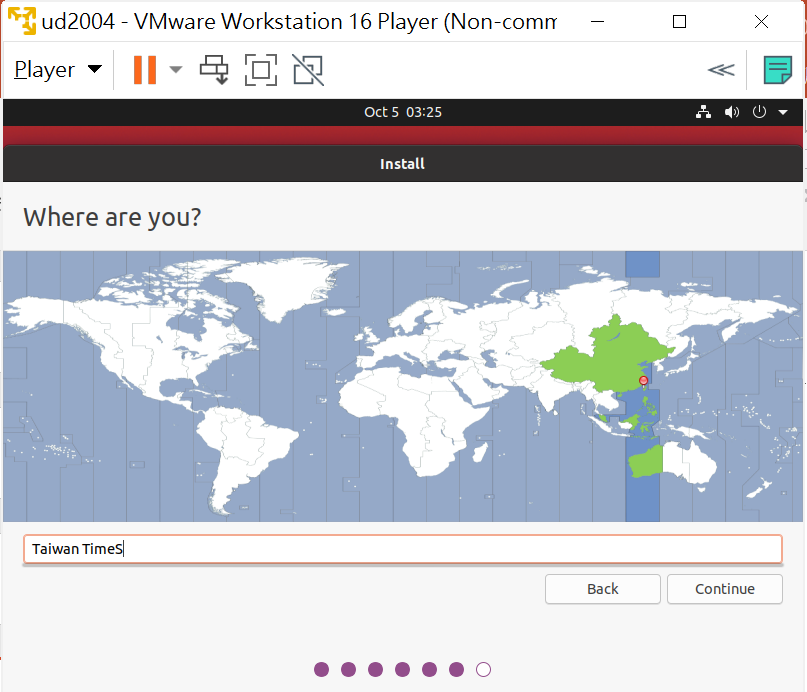 ud2004 - VMware Workstation 16 Player (Non-comm
Player
Oct 5 03:25
Install
Where are you?
Taiwan TimeS
Back
Continue